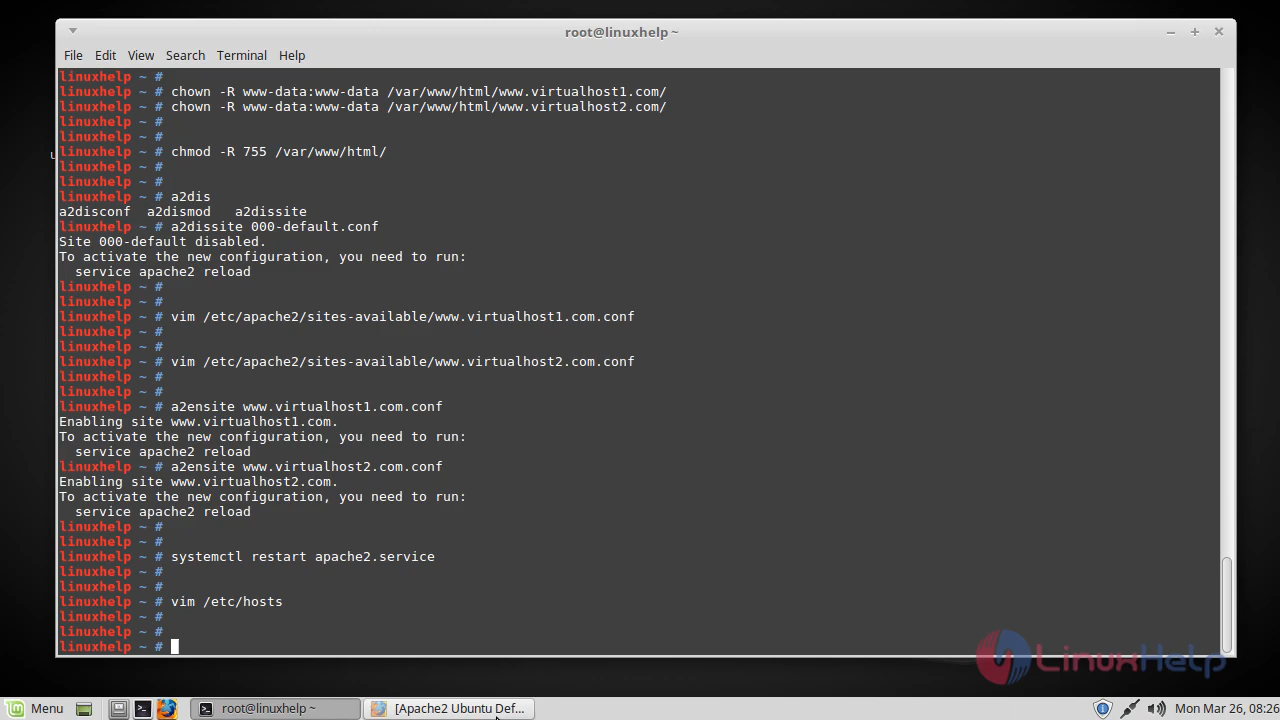 root@linuxhelp ~
File Edit View Search Terminal Help
linuxhelp ~ #
linuxhelp ~ # chown -R www-data:www-data /var/www/html/www.virtualhost1.com/
linuxhelp ~ # chown -R www-data:www-data /var/www/html/www.virtualhost2.com/
linuxhelp ~ #
linuxhelp ~ #
linuxhelp ~ # chmod -R 755 /var/www/html/
linuxhelp ~ #
linuxhelp ~ #
linuxhelp ~ # a2dis
a2disconf a2dismod a2dissite
linuxhelp ~ # a2dissite 000-default.conf
Site 000-default disabled.
To activate the new configuration, you need to run:
service apache2 reload
linuxhelp ~ #
linuxhelp ~ #
linuxhelp ~ # vim /etc/apache2/sites-available/www.virtualhost1.com.conf
linuxhelp ~ #
linuxhelp ~ #
linuxhelp ~ # vim /etc/apache2/sites-available/www.virtualhost2.com.conf
linuxhelp ~ #
linuxhelp ~ #
linuxhelp ~ # a2ensite www.virtualhost1.com.conf
Enabling site www.virtualhost1.com.
To activate the new configuration, you need to run:
service apache2 reload
linuxhelp ~ # a2ensite www.virtualhost2.com.conf
Enabling site www.virtualhost2.com.
To activate the new configuration, you need to run:
service apache2 reload
linuxhelp ~ #
linuxhelp ~ #
linuxhelp ~ # systemctl restart apache2.service
linuxhelp ~ #
linuxhelp ~ #
linuxhelp ~ # vim /etc/hosts
linuxhelp ~ #
linuxhelp ~ #
linuxhelp ~ #
LinuxHelp
Menu root@linuxhelp ~ [Apache2 Ubuntu Def... Mon Mar 26, 08:26